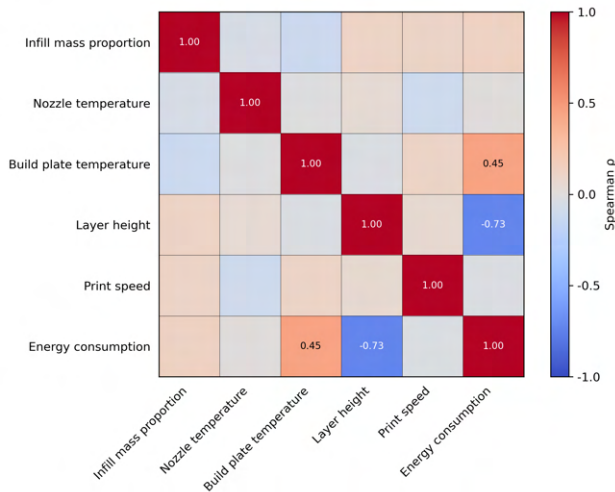 Infill mass proportion 1.00 1.0
Nozzle temperature 1.00 0.5
Build plate temperature 1.00 0.45
0.0
Layer height 1.00 -0.73
Print speed 1.00 -0.5
Energy consumption 0.45 -0.73 1.00 -1.0
Spearman ρ
Infill mass proportion
Nozzle temperature
Build plate temperature
Layer height
Print speed
Energy consumption